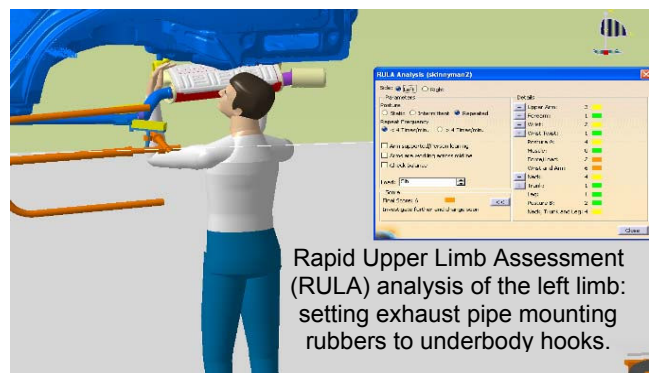 RULA Analysis (skinnyman2)
Side: Left Right
Parameters
Details
Posture
Static Intermittent Repeated
Repeat Frequency
< 4 Times/min. > 4 Times/min.
Arm supported/Person leaning
Arms are working across midline
Check balance
Load:
Score
Final Score: 6
Investigate further and change soon
<<
Upper Arm: 3
Forearm: 1
Wrist: 2
Wrist Twist: 1
Posture A: 4
Muscle: 0
Force/Load: 2
Wrist and Arm: 6
Neck: 4
Trunk: 1
Leg: 1
Posture B:
Neck, Trunk and Leg: 4
Close
Rapid Upper Limb Assessment
(RULA) analysis of the left limb:
setting exhaust pipe mounting
rubbers to underbody hooks.